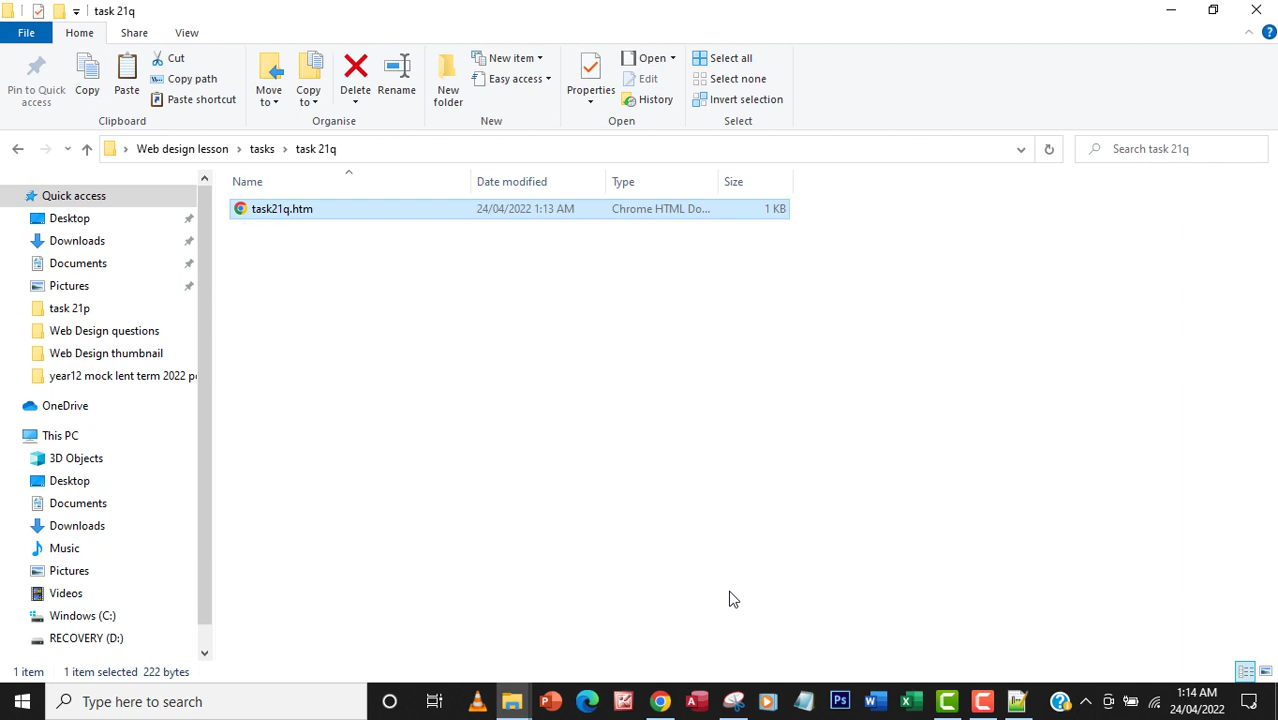 task 21q
File
Home
Share
View
Pin to Quick access
Copy
Paste
Cut
Copy path
Paste shortcut
Clipboard
Move to
Copy to
Delete
Rename
Organise
New folder
New item
Easy access
New
Properties
Open
Edit
History
Open
Select all
Select none
Invert selection
Select
Web design lesson
tasks
task 21q
Search task 21q
Name
Date modified
Type
Size
task21q.htm
24/04/2022 1:13 AM
Chrome HTML Do...
1 KB
Quick access
Desktop
Downloads
Documents
Pictures
task 21p
Web Design questions
Web Design thumbnail
year12 mock lent term 2022
OneDrive
This PC
3D Objects
Desktop
Documents
Downloads
Music
Pictures
Videos
Windows (C:)
RECOVERY (D:)
1 item
1 item selected 222 bytes
Type here to search
1:14 AM
24/04/2022